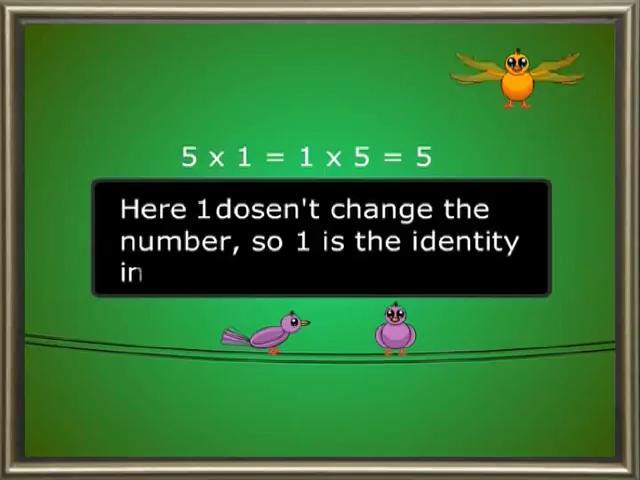 5 x 1 = 1 x 5 = 5
Here 1dosen't change the
number, so 1 is the identity
in